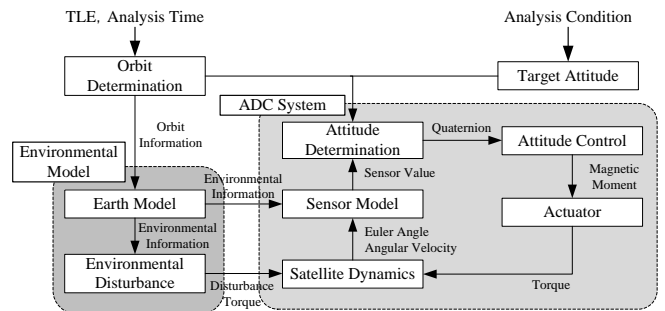 TLE, Analysis Time
Analysis Condition
Orbit
Determination
Target Attitude
ADC System
Orbit
Information
Attitude
Determination
Quaternion
Attitude Control
Environmental
Model
Environmental
Information
Sensor Value
Magnetic
Moment
Earth Model
Sensor Model
Actuator
Environmental
Information
Euler Angle
Angular Velocity
Environmental
Disturbance
Disturbance
Torque
Satellite Dynamics
Torque